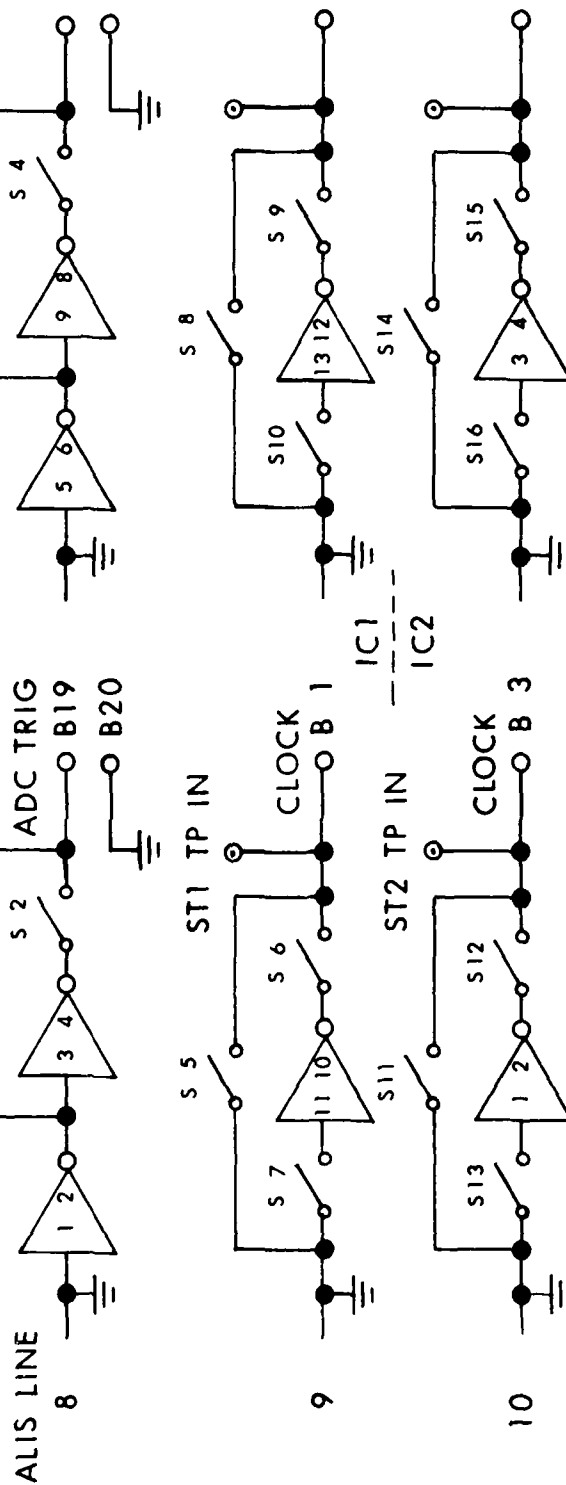 ALIS LINE
S 2
ADC TRIG
S 4
8
1 2
3 4
B19
5 6
9 8
B20
S 5
ST1 TP IN
S 8
S 7
S 6
CLOCK
S10
S 9
9
11 10
B 1
13 12
IC1
IC2
S11
ST2 TP IN
S14
S13
S12
CLOCK
S16
S15
10
1 2
B 3
3 4